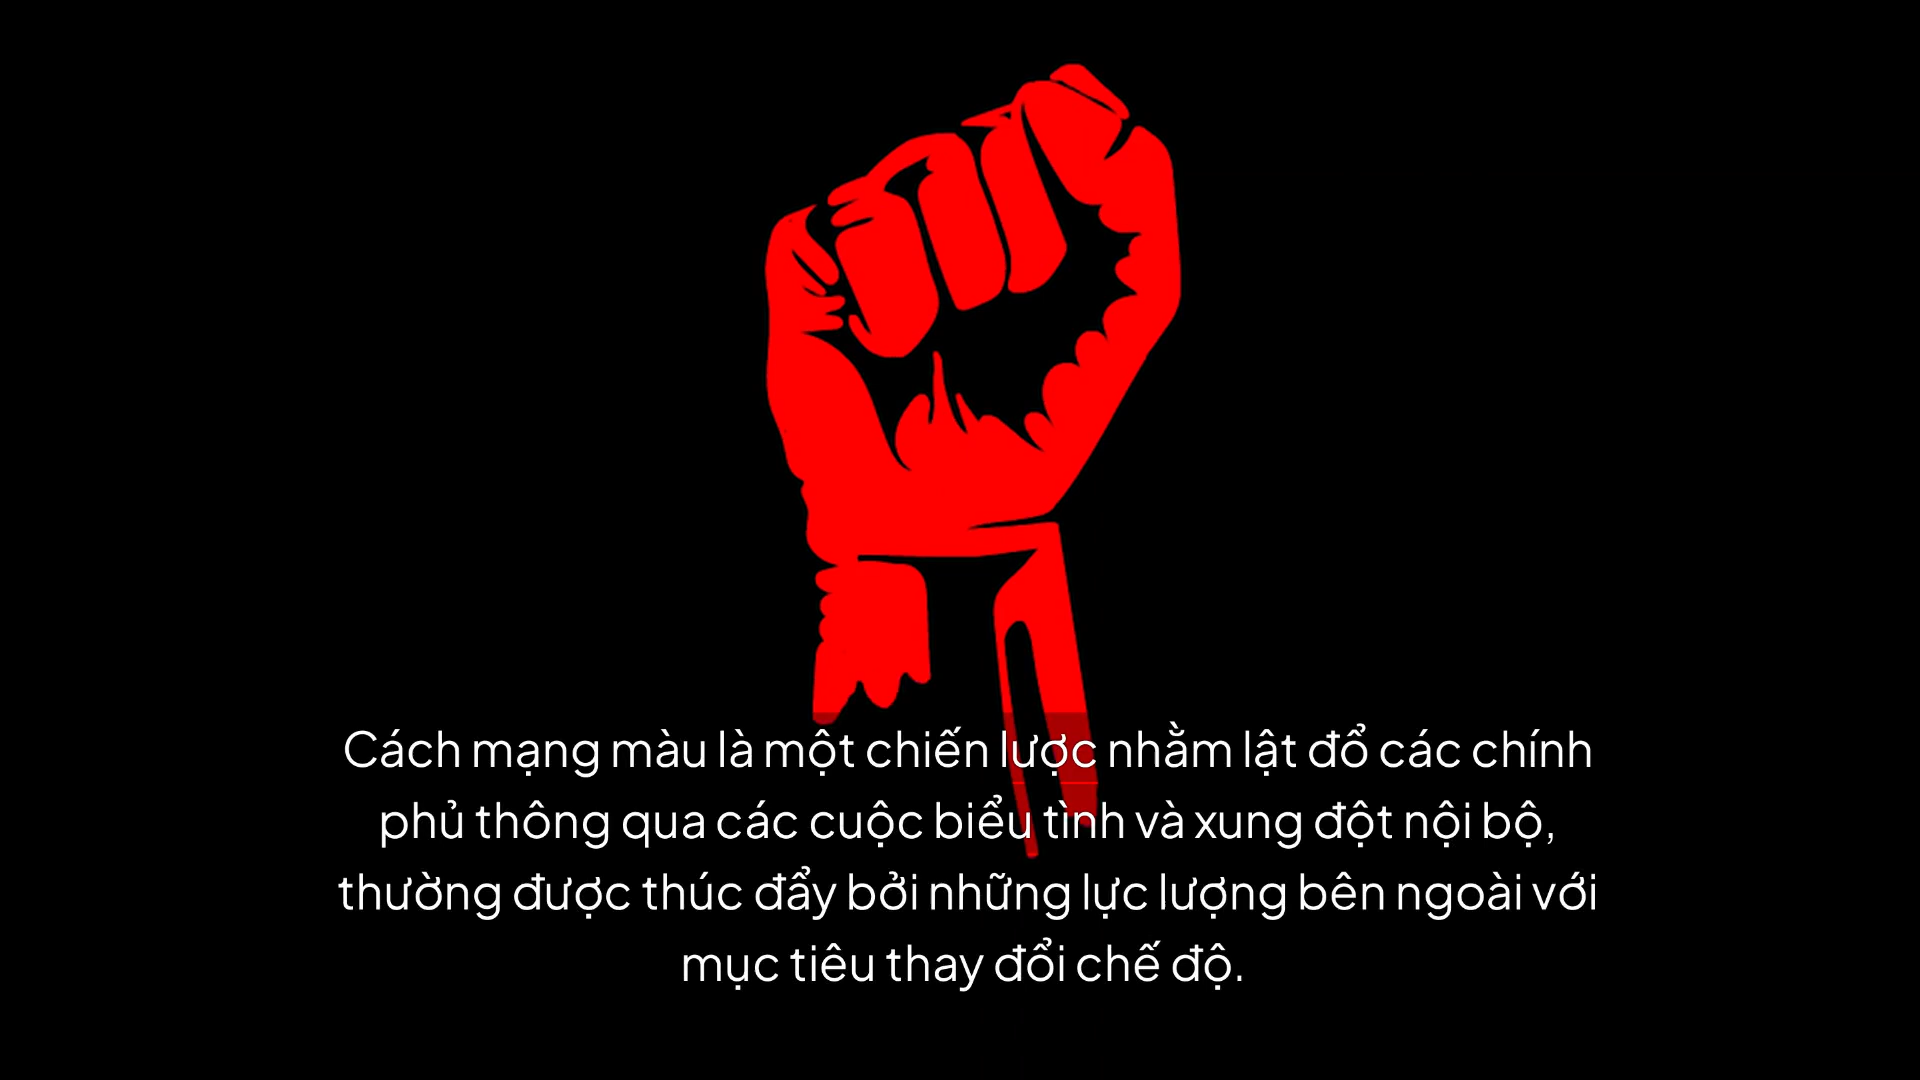 Cách mạng màu là một chiến lược nhằm lật đổ các chính
phủ thông qua các cuộc biểu tình và xung đột nội bộ,
thường được thúc đẩy bởi những lực lượng bên ngoài với
mục tiêu thay đổi chế độ.